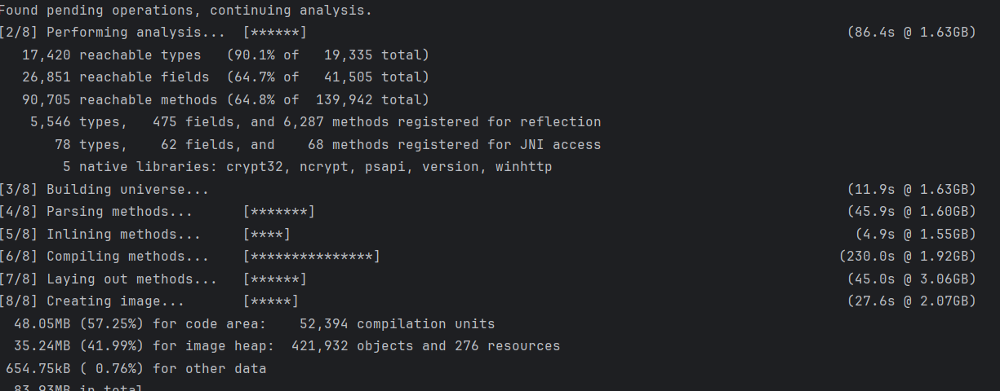 Found pending operations, continuing analysis.
[2/8] Performing analysis...  [******]                                                                  (86.4s @ 1.63GB)
   17,420 reachable types   (90.1% of   19,335 total)
   26,851 reachable fields  (64.7% of   41,505 total)
   90,705 reachable methods (64.8% of  139,942 total)
    5,546 types,   475 fields, and 6,287 methods registered for reflection
       78 types,    62 fields, and    68 methods registered for JNI access
        5 native libraries: crypt32, ncrypt, psapi, version, winhttp
[3/8] Building universe...                                                                              (11.9s @ 1.63GB)
[4/8] Parsing methods...      [*******]                                                                 (45.9s @ 1.60GB)
[5/8] Inlining methods...     [****]                                                                     (4.9s @ 1.55GB)
[6/8] Compiling methods...    [***************]                                                        (230.0s @ 1.92GB)
[7/8] Laying out methods...   [******]                                                                  (45.0s @ 3.06GB)
[8/8] Creating image...       [*****]                                                                   (27.6s @ 2.07GB)
  48.05MB (57.25%) for code area:    52,394 compilation units
  35.24MB (41.99%) for image heap:  421,932 objects and 276 resources
 654.75kB ( 0.76%) for other data
  83.93MB in total